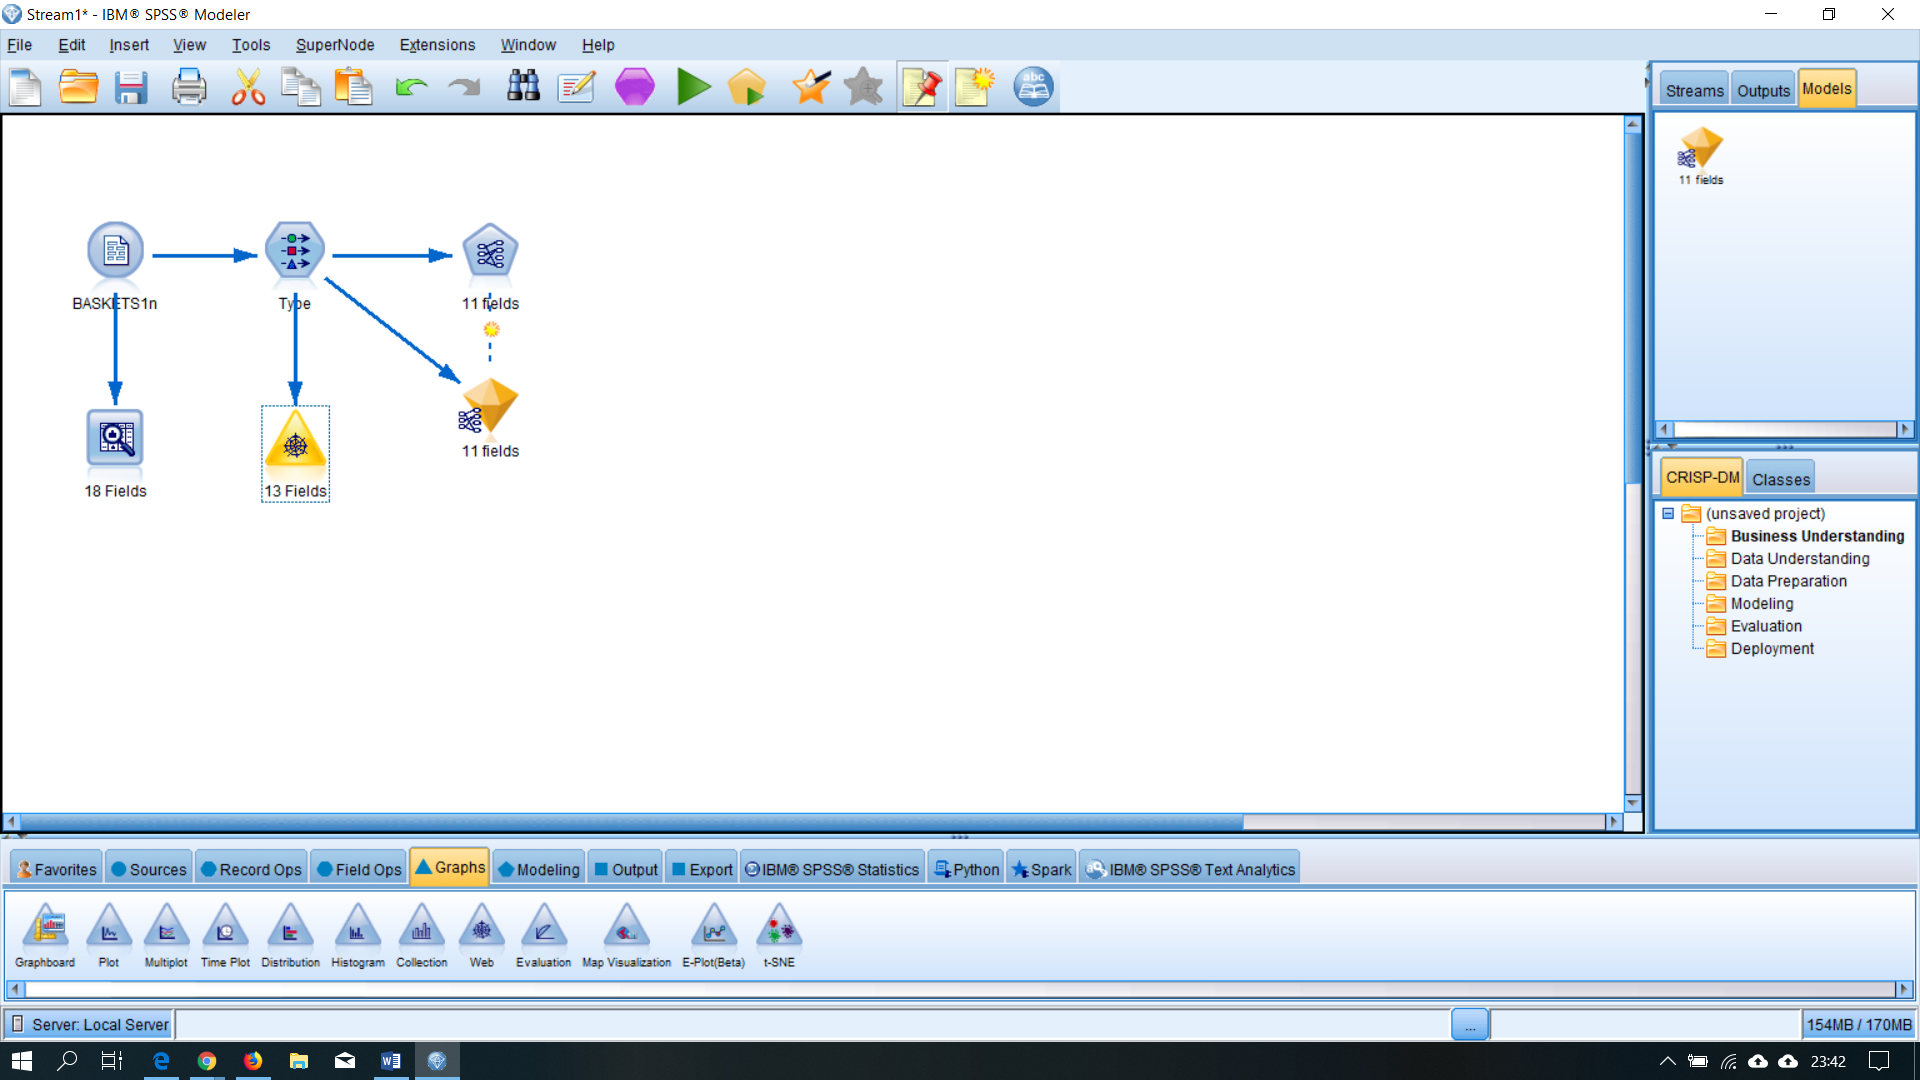 Stream1* - IBM® SPSS® Modeler
File Edit Insert View Tools SuperNode Extensions Window Help
abc
Streams Outputs Models
11 fields
BASKETS1n
Type
11 fields
18 Fields
13 Fields
11 fields
CRISP-DM Classes
(unsaved project)
Business Understanding
Data Understanding
Data Preparation
Modeling
Evaluation
Deployment
Favorites Sources Record Ops Field Ops Graphs Modeling Output Export IBM® SPSS® Statistics Python Spark IBM® SPSS® Text Analytics
Graphboard Plot Multiplot Time Plot Distribution Histogram Collection Web Evaluation Map Visualization E-Plot(Beta) t-SNE
Server: Local Server ... 154MB / 170MB
23:42